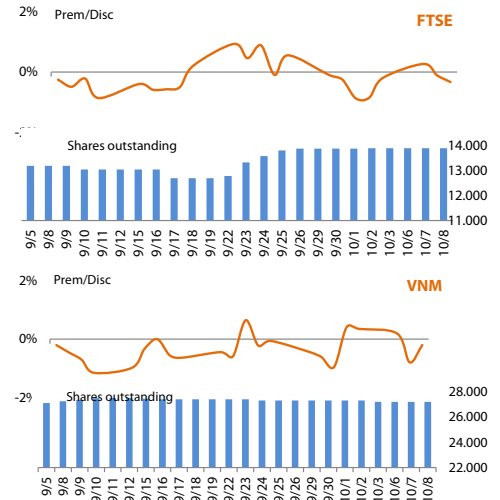 2%
Prem/Disc
FTSE
0%
Shares outstanding
14.000
13.000
12.000
11.000
9/5 9/8 9/9 9/10 9/11 9/12 9/15 9/16 9/17 9/18 9/19 9/22 9/23 9/24 9/25 9/26 9/29 9/30 10/1 10/2 10/3 10/6 10/7 10/8
2%
Prem/Disc
VNM
0%
-2%
Shares outstanding
28.000
26.000
24.000
22.000
9/5 9/8 9/9 9/10 9/11 9/12 9/15 9/16 9/17 9/18 9/19 9/22 9/23 9/24 9/25 9/26 9/29 9/30 10/1 10/2 10/3 10/6 10/7 10/8